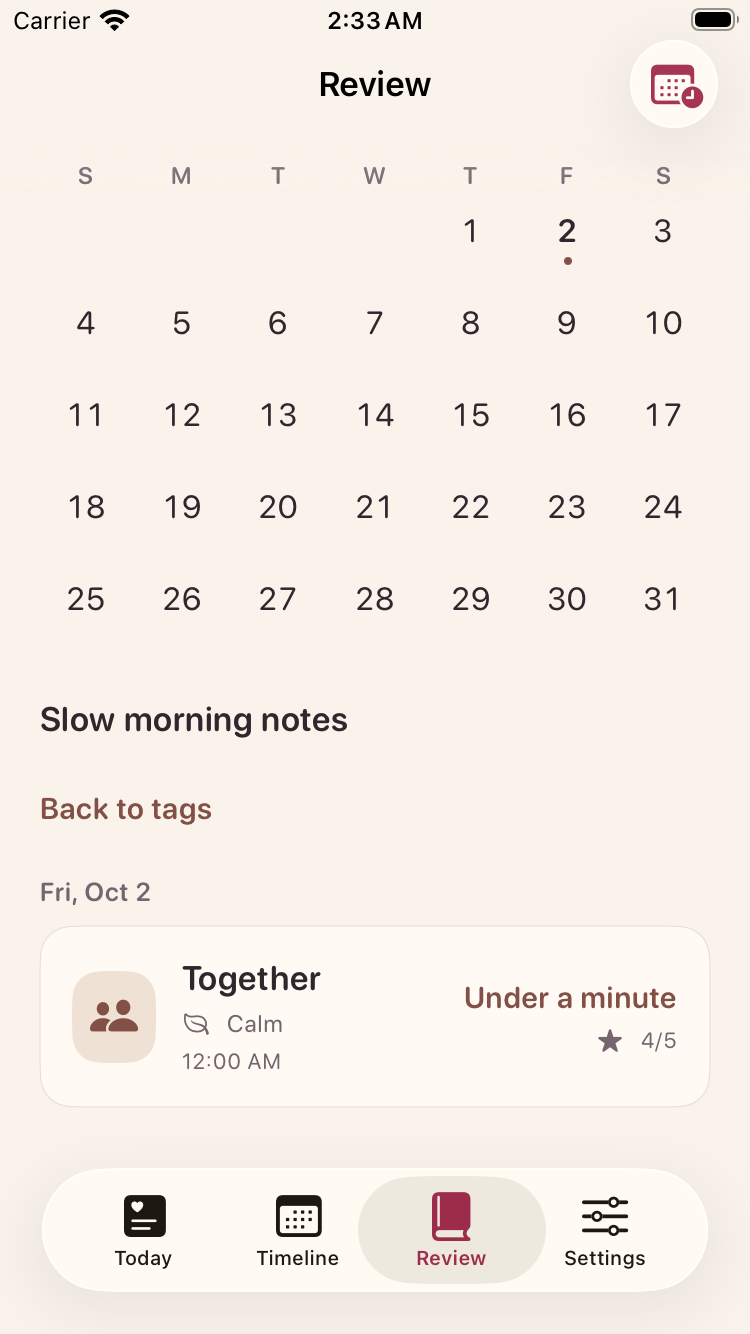 Carrier 2:33 AM
Review
S M T W T F S
1 2 3
4 5 6 7 8 9 10
11 12 13 14 15 16 17
18 19 20 21 22 23 24
25 26 27 28 29 30 31
Slow morning notes
Back to tags
Fri, Oct 2
Together
Calm
12:00 AM
Under a minute
4/5
Today Timeline Review Settings